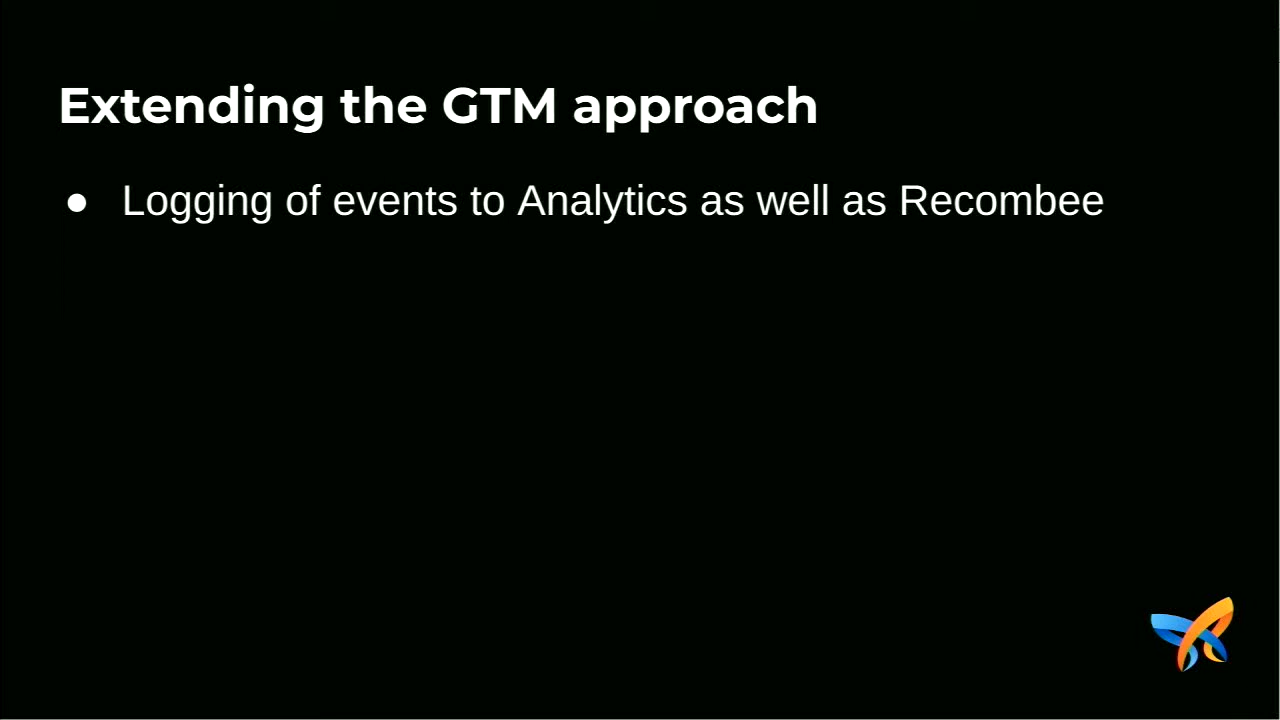 Extending the GTM approach
● Logging of events to Analytics as well as Recombee